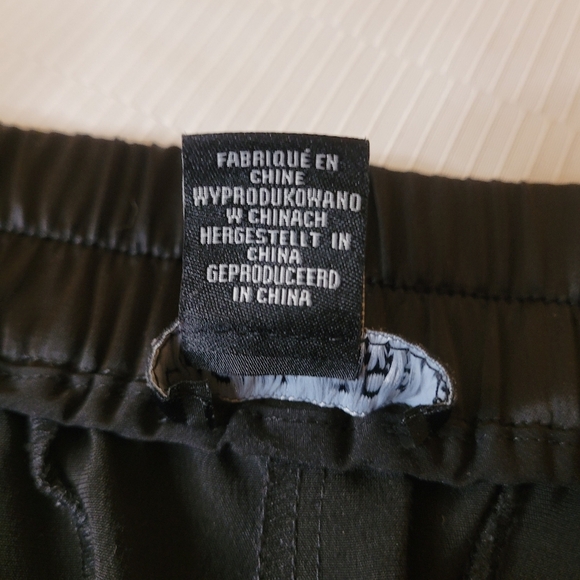 FABRIQUÉ EN
CHINE
WYPRODUKOWANO
W CHINACH
HERGESTELLT IN
CHINA
GEPRODUCEERD
IN CHINA